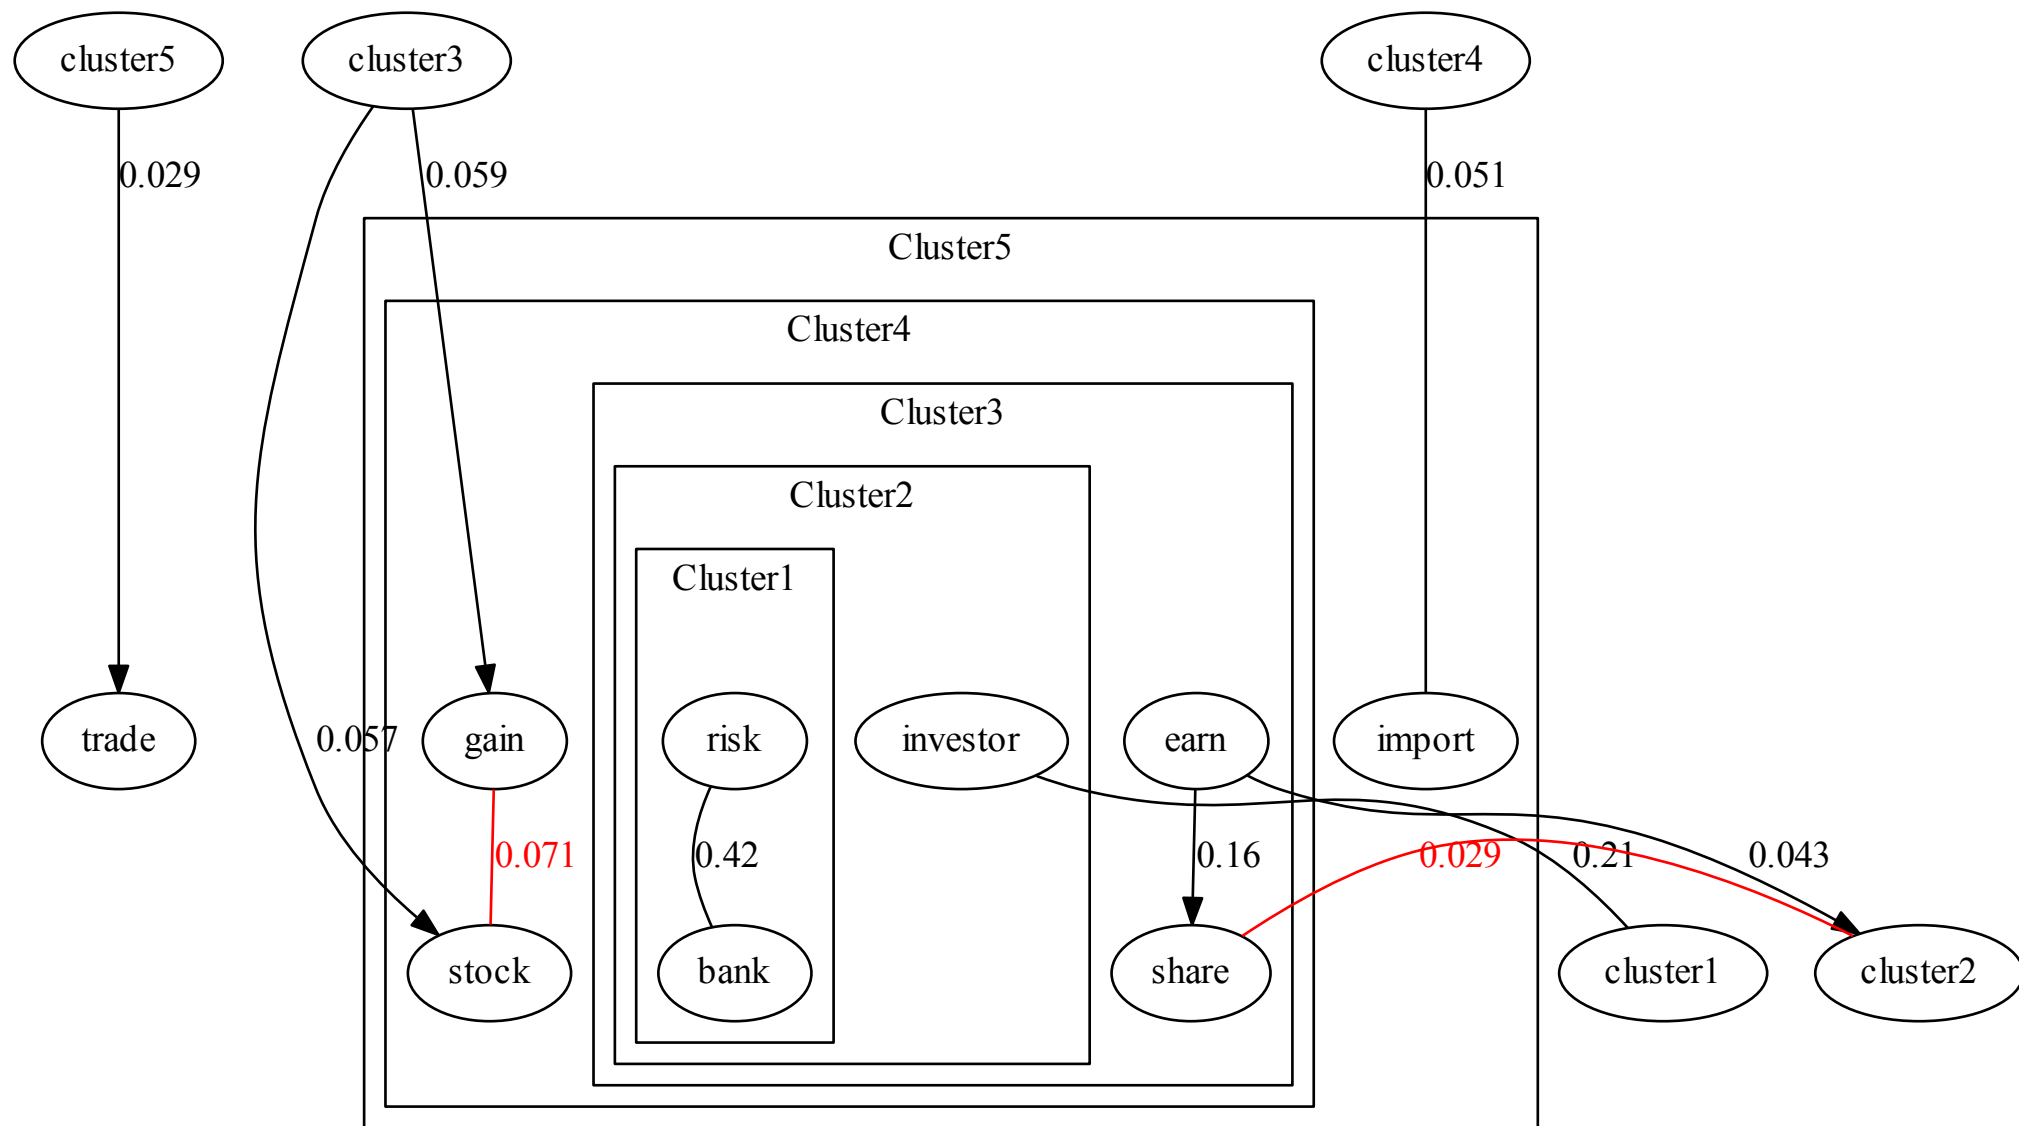 cluster5
cluster3
cluster4
0.029
0.059
0.051
Cluster5
Cluster4
Cluster3
Cluster2
Cluster1
trade
0.057
gain
risk
investor
earn
import
0.071
0.42
0.16
0.029
0.21
0.043
stock
bank
share
cluster1
cluster2